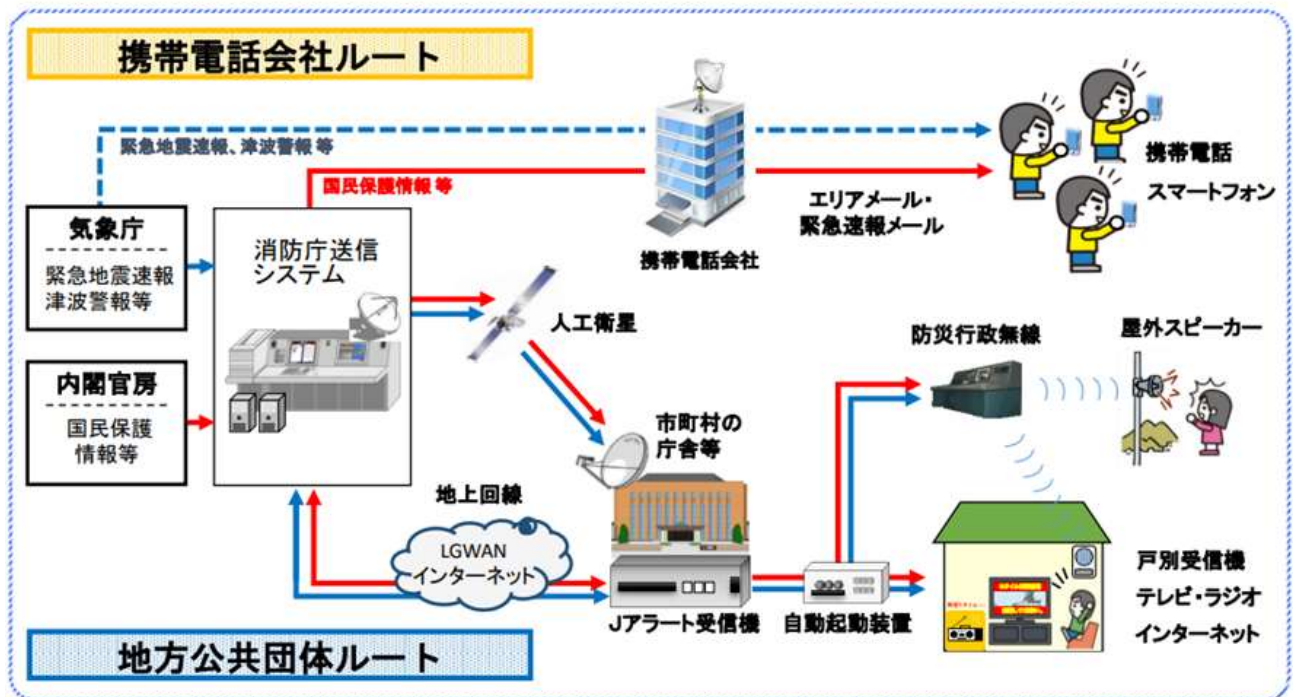 携帯電話会社ルート
緊急地震速報、津波警報 等
国民保護情報 等
携帯電話会社
エリアメール・
緊急速報メール
携帯電話
スマートフォン
気象庁
緊急地震速報
津波警報等
内閣官房
国民保護
情報等
消防庁送信
システム
人工衛星
市町村の
庁舎等
地上回線
LGWAN
インターネット
Jアラート受信機
自動起動装置
防災行政無線
屋外スピーカー
戸別受信機
テレビ・ラジオ
インターネット
地方公共団体ルート